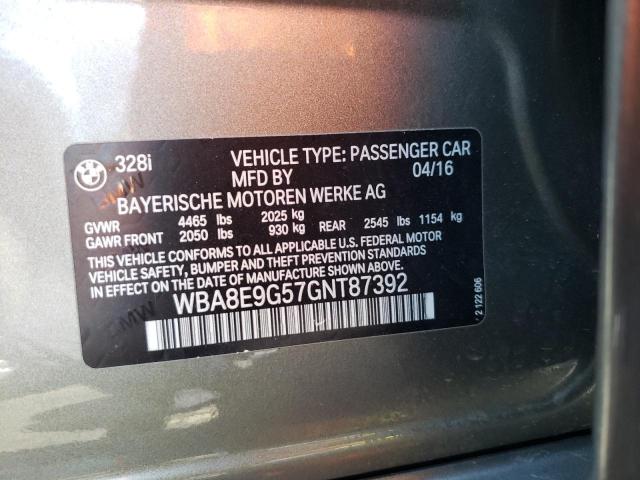 BMW 328i VEHICLE TYPE: PASSENGER CAR
MFD BY 04/16
BAYERISCHE MOTOREN WERKE AG
GVWR 4465 lbs 2025 kg
GAWR FRONT 2050 lbs 930 kg REAR 2545 lbs 1154 kg
THIS VEHICLE CONFORMS TO ALL APPLICABLE U.S. FEDERAL MOTOR
VEHICLE SAFETY, BUMPER AND THEFT PREVENTION STANDARDS
IN EFFECT ON THE DATE OF MANUFACTURE SHOWN ABOVE.
WBA8E9G57GNT87392
2 122 606
BMW
BMW